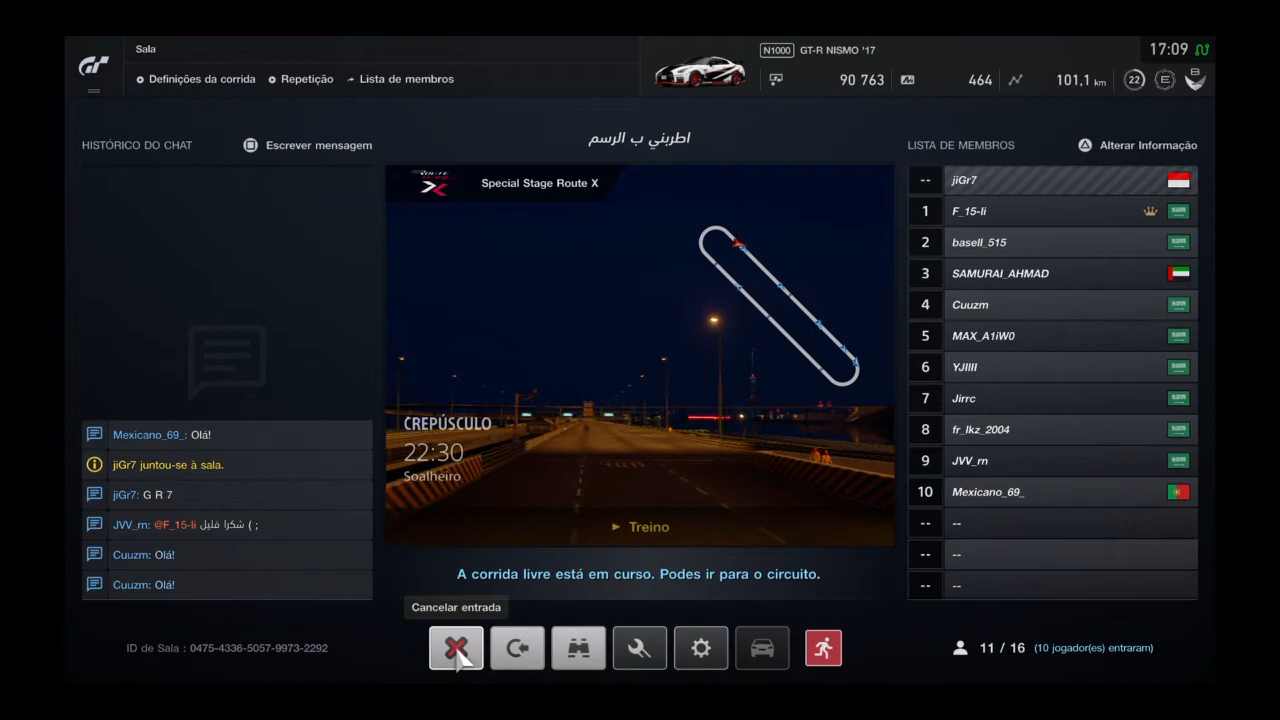 Sala
Definições da corrida
Repetição
Lista de membros
N1000 GT-R NISMO '17
90 763
464
101,1 km
22
E
B
17:09
HISTÓRICO DO CHAT
Escrever mensagem
اطربني ب الرسم
LISTA DE MEMBROS
Alterar Informação
Special Stage Route X
CREPÚSCULO
22:30
Soalheiro
Treino
-- jiGr7
1 F_15-li
2 basell_515
3 SAMURAI_AHMAD
4 Cuuzm
5 MAX_A1iW0
6 YJIIII
7 Jirrc
8 fr_lkz_2004
9 JVV_rn
10 Mexicano_69_
-- --
-- --
-- --
Mexicano_69_: Olá!
jiGr7 juntou-se à sala.
jiGr7: G R 7
JVV_rn: @F_15-li شكرا قليل ( ;
Cuuzm: Olá!
Cuuzm: Olá!
A corrida livre está em curso. Podes ir para o circuito.
Cancelar entrada
ID de Sala : 0475-4336-5057-9973-2292
11 / 16 (10 jogador(es) entraram)